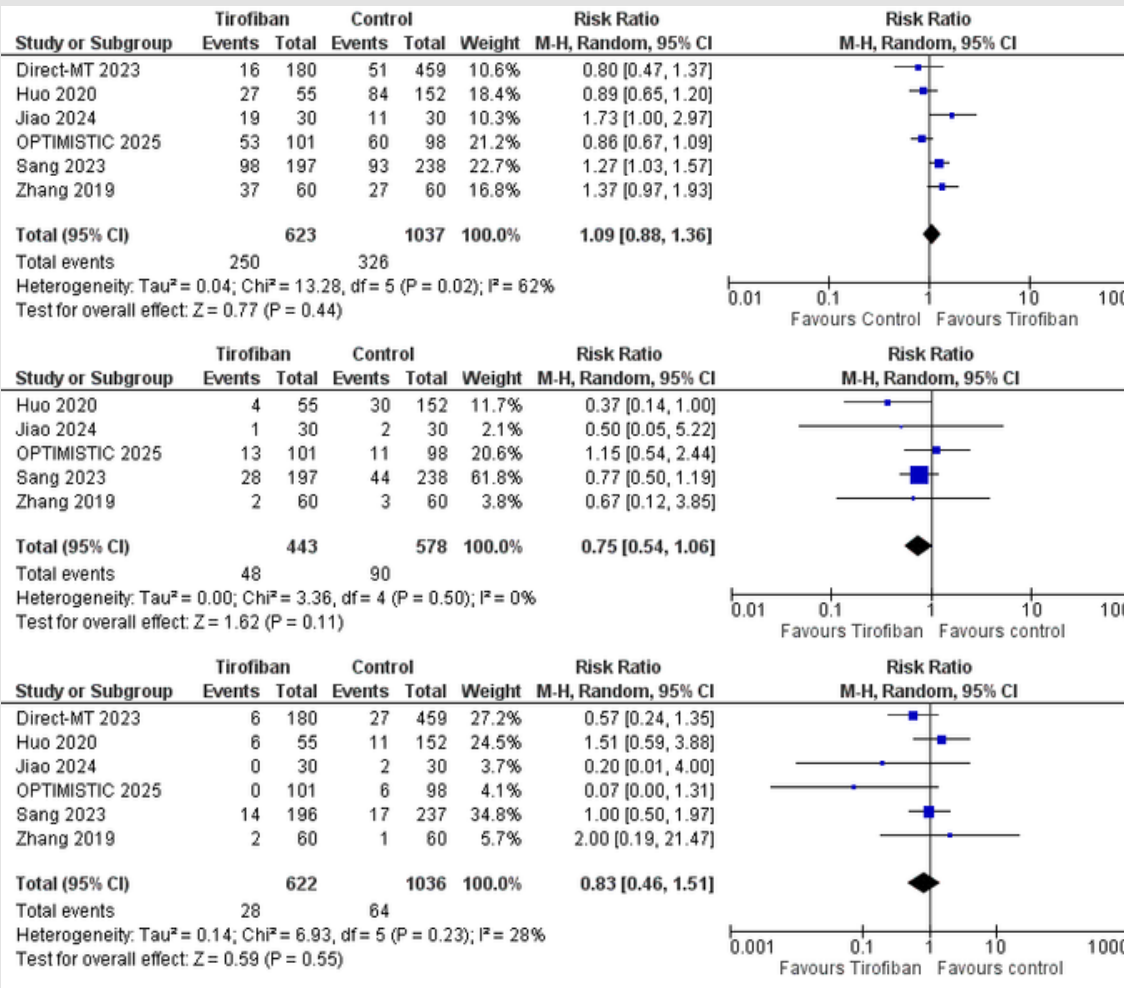 Tirofiban Control Risk Ratio Risk Ratio
Study or Subgroup Events Total Events Total Weight M-H, Random, 95% CI M-H, Random, 95% CI
Direct-MT 2023 16 180 51 459 10.6% 0.80 [0.47, 1.37]
Huo 2020 27 55 84 152 18.4% 0.89 [0.65, 1.20]
Jiao 2024 19 30 11 30 10.3% 1.73 [1.00, 2.97]
OPTIMISTIC 2025 53 101 60 98 21.2% 0.86 [0.67, 1.09]
Sang 2023 98 197 93 238 22.7% 1.27 [1.03, 1.57]
Zhang 2019 37 60 27 60 16.8% 1.37 [0.97, 1.93]
Total (95% CI) 623 1037 100.0% 1.09 [0.88, 1.36]
Total events 250 326
Heterogeneity: Tau² = 0.04; Chi² = 13.28, df = 5 (P = 0.02); I² = 62%
Test for overall effect: Z = 0.77 (P = 0.44)
0.01 0.1 1 10 100
Favours Control Favours Tirofiban
Tirofiban Control Risk Ratio Risk Ratio
Study or Subgroup Events Total Events Total Weight M-H, Random, 95% CI M-H, Random, 95% CI
Huo 2020 4 55 30 152 11.7% 0.37 [0.14, 1.00]
Jiao 2024 1 30 2 30 2.1% 0.50 [0.05, 5.22]
OPTIMISTIC 2025 13 101 11 98 20.6% 1.15 [0.54, 2.44]
Sang 2023 28 197 44 238 61.8% 0.77 [0.50, 1.19]
Zhang 2019 2 60 3 60 3.8% 0.67 [0.12, 3.85]
Total (95% CI) 443 578 100.0% 0.75 [0.54, 1.06]
Total events 48 90
Heterogeneity: Tau² = 0.00; Chi² = 3.36, df = 4 (P = 0.50); I² = 0%
Test for overall effect: Z = 1.62 (P = 0.11)
0.01 0.1 1 10 100
Favours Tirofiban Favours control
Tirofiban Control Risk Ratio Risk Ratio
Study or Subgroup Events Total Events Total Weight M-H, Random, 95% CI M-H, Random, 95% CI
Direct-MT 2023 6 180 27 459 27.2% 0.57 [0.24, 1.35]
Huo 2020 6 55 11 152 24.5% 1.51 [0.59, 3.88]
Jiao 2024 0 30 2 30 3.7% 0.20 [0.01, 4.00]
OPTIMISTIC 2025 0 101 6 98 4.1% 0.07 [0.00, 1.31]
Sang 2023 14 196 17 237 34.8% 1.00 [0.50, 1.97]
Zhang 2019 2 60 1 60 5.7% 2.00 [0.19, 21.47]
Total (95% CI) 622 1036 100.0% 0.83 [0.46, 1.51]
Total events 28 64
Heterogeneity: Tau² = 0.14; Chi² = 6.93, df = 5 (P = 0.23); I² = 28%
Test for overall effect: Z = 0.59 (P = 0.55)
0.001 0.1 1 10 1000
Favours Tirofiban Favours control